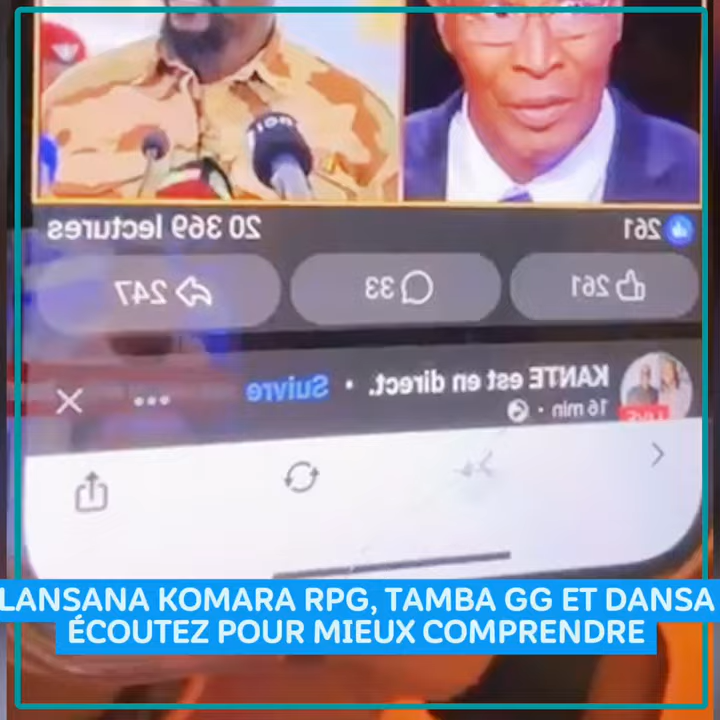 20 369 lectures
261
247
33
261
KANTE est en direct. · Suivre
16 min ·
LIVE
LANSANA KOMARA RPG, TAMBA GG ET DANSA
ÉCOUTEZ POUR MIEUX COMPRENDRE